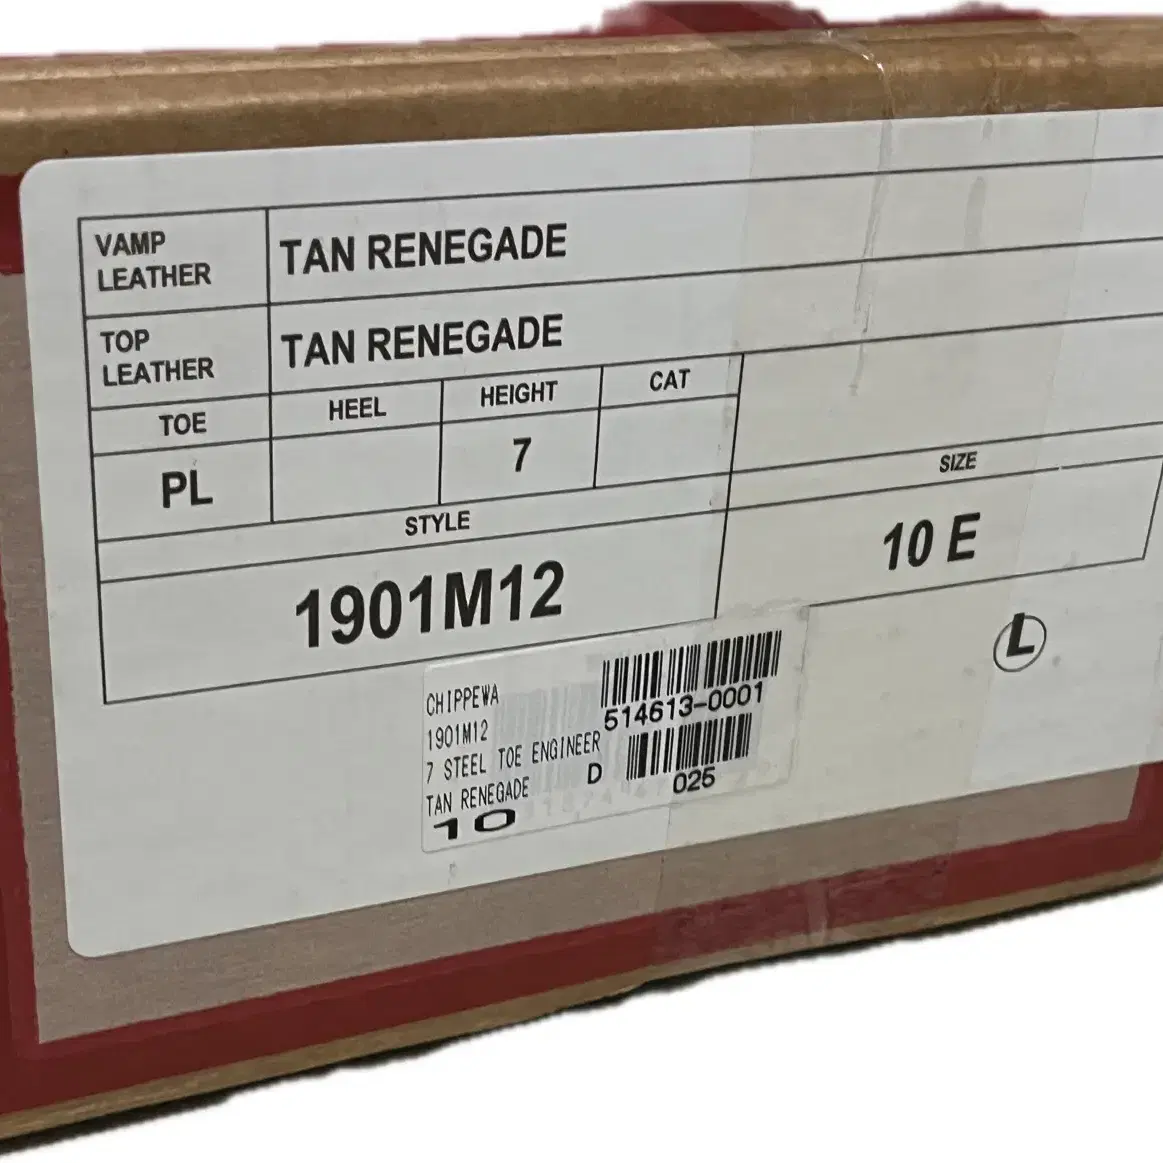 VAMP
LEATHER
TAN RENEGADE
TOP
LEATHER
TAN RENEGADE
TOE
HEEL
HEIGHT
CAT
PL
7
STYLE
SIZE
1901M12
10 E
L
CHIPPEWA
514613-0001
1901M12
7 STEEL TOE ENGINEER
TAN RENEGADE
D
025
10